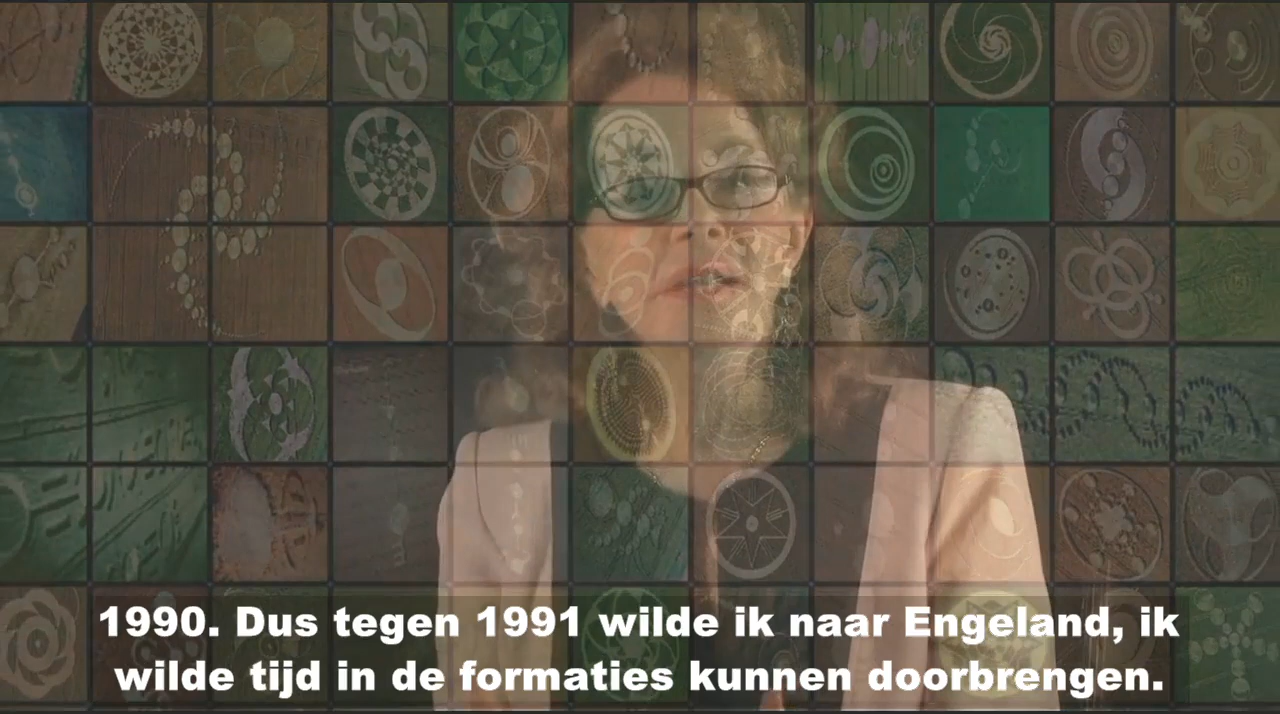 1990. Dus tegen 1991 wilde ik naar Engeland, ik
wilde tijd in de formaties kunnen doorbrengen.